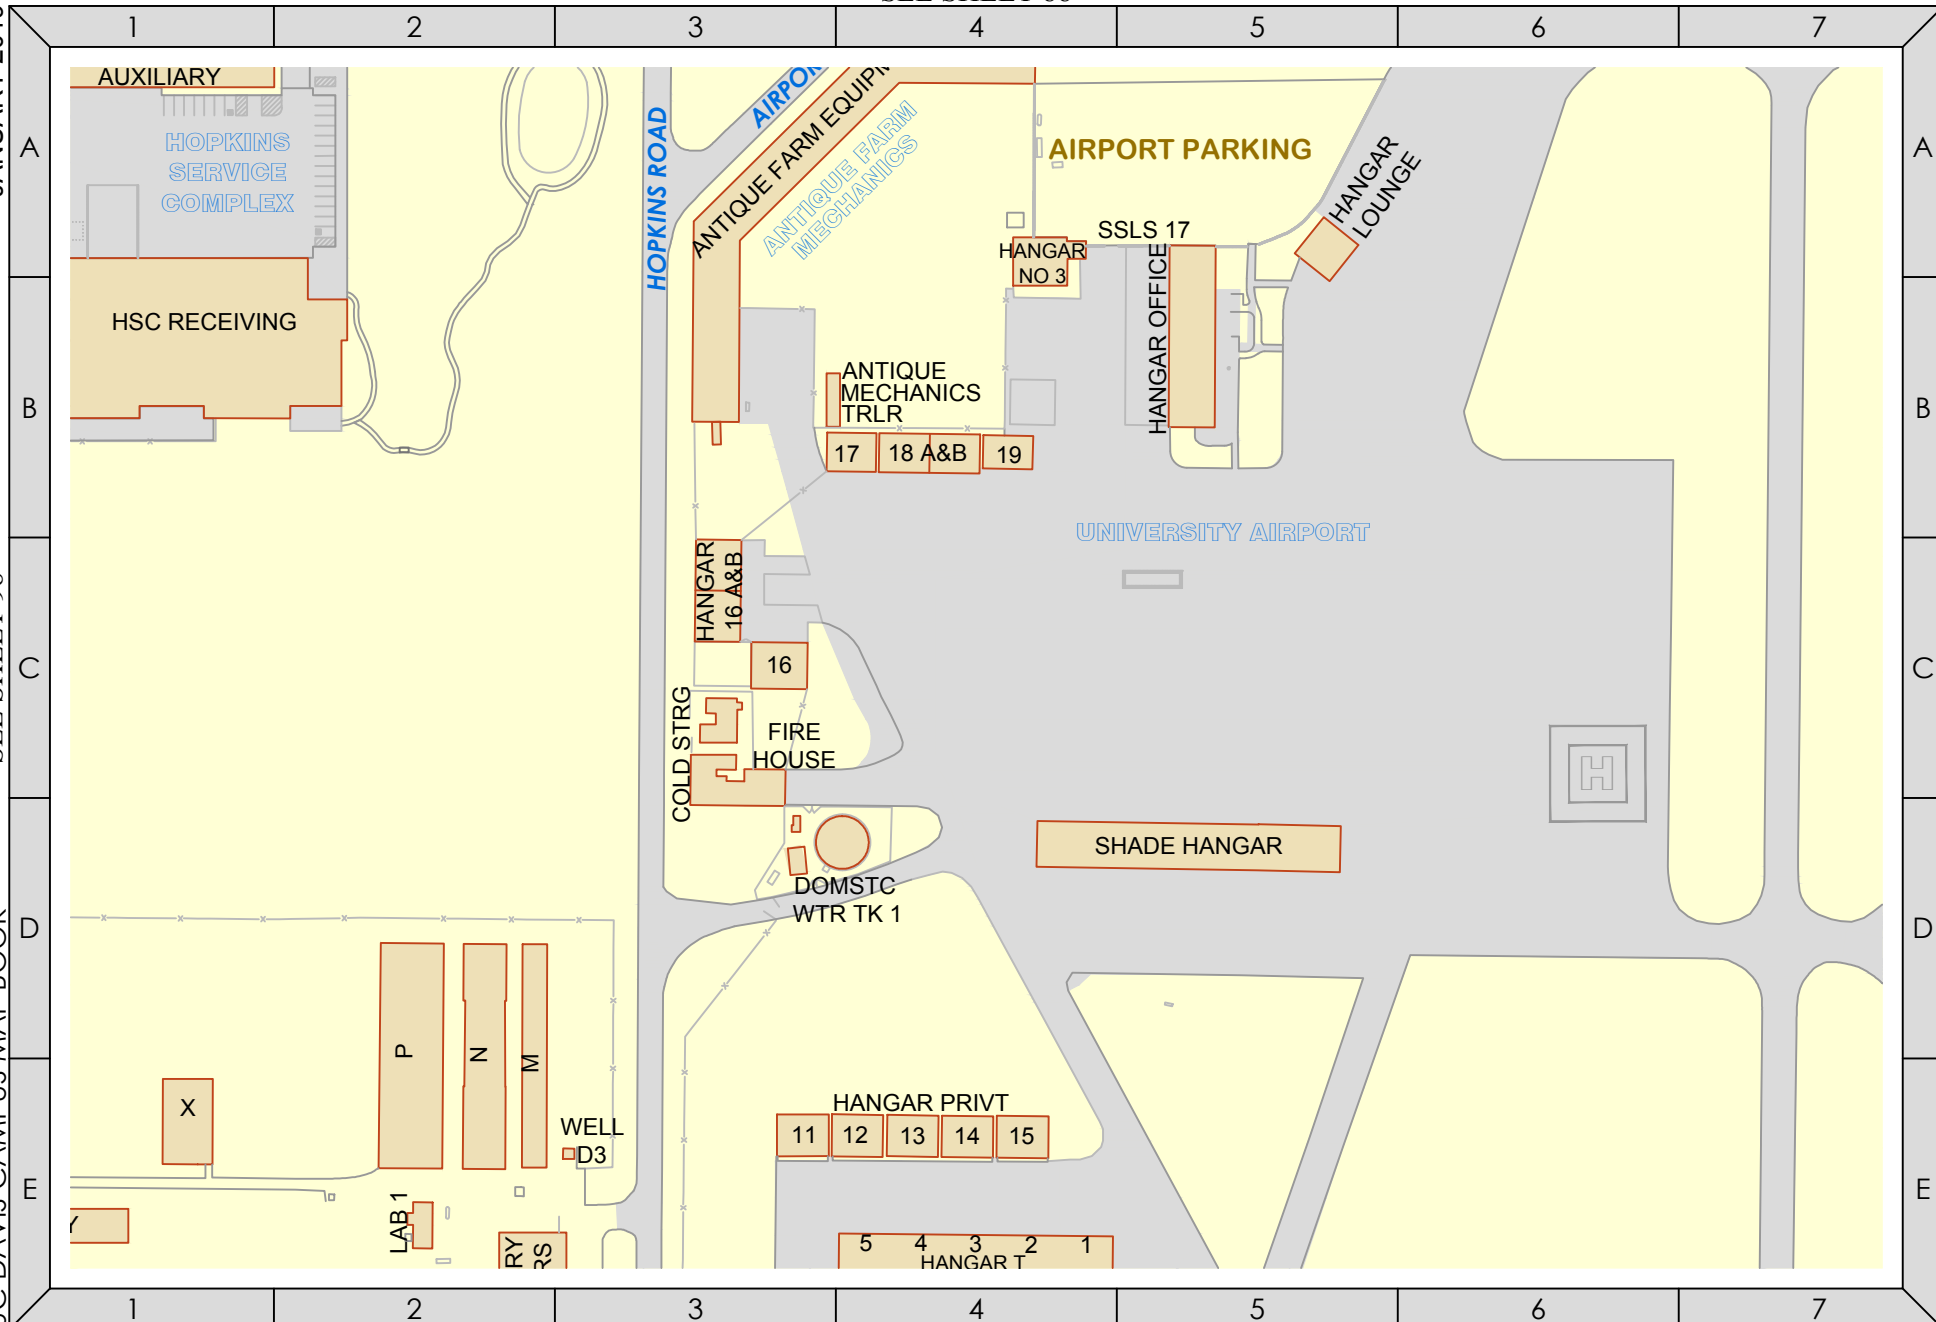 1 2 3 4 5 6 7
A
B
C
D
E
A
B
C
D
E
AUXILIARY
HOPKINS
SERVICE
COMPLEX
HSC RECEIVING
HOPKINS ROAD
ANTIQUE FARM
ANTIQUE FARM
MECHANICS
AIRPORT PARKING
HANGAR
LOUNGE
SSLS 17
HANGAR
NO 3
HANGAR OFFICE
ANTIQUE
MECHANICS
TRLR
17
18 A&B
19
UNIVERSITY AIRPORT
HANGAR
16 A&B
16
COLD STRG
FIRE
HOUSE
H
SHADE HANGAR
DOMSTC
WTR TK 1
P
N
M
X
WELL
D3
HANGAR PRIVT
11 12 13 14 15
LAB 1
5 4 3 2 1
HANGAR T
1 2 3 4 5 6 7